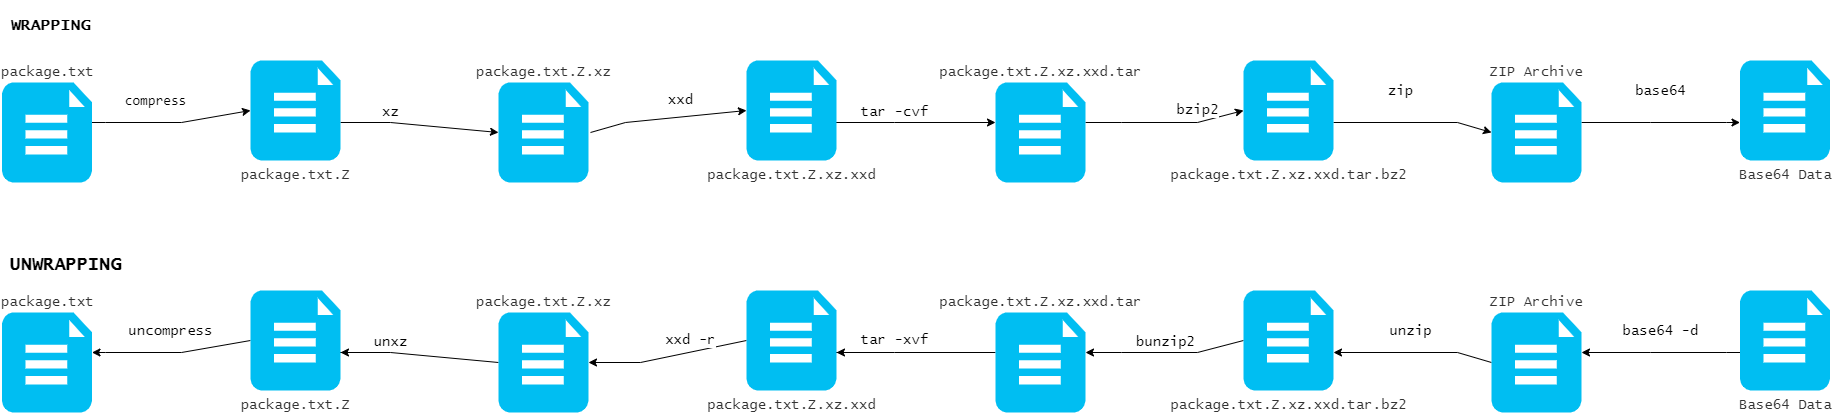 WRAPPING
package.txt
compress
package.txt.Z
xz
package.txt.Z.xz
xxd
package.txt.Z.xz.xxd
tar -cvf
package.txt.Z.xz.xxd.tar
bzip2
package.txt.Z.xz.xxd.tar.bz2
zip
ZIP Archive
base64
Base64 Data
UNWRAPPING
package.txt
uncompress
package.txt.Z
unxz
package.txt.Z.xz
xxd -r
package.txt.Z.xz.xxd
tar -xvf
package.txt.Z.xz.xxd.tar
bunzip2
package.txt.Z.xz.xxd.tar.bz2
unzip
ZIP Archive
base64 -d
Base64 Data